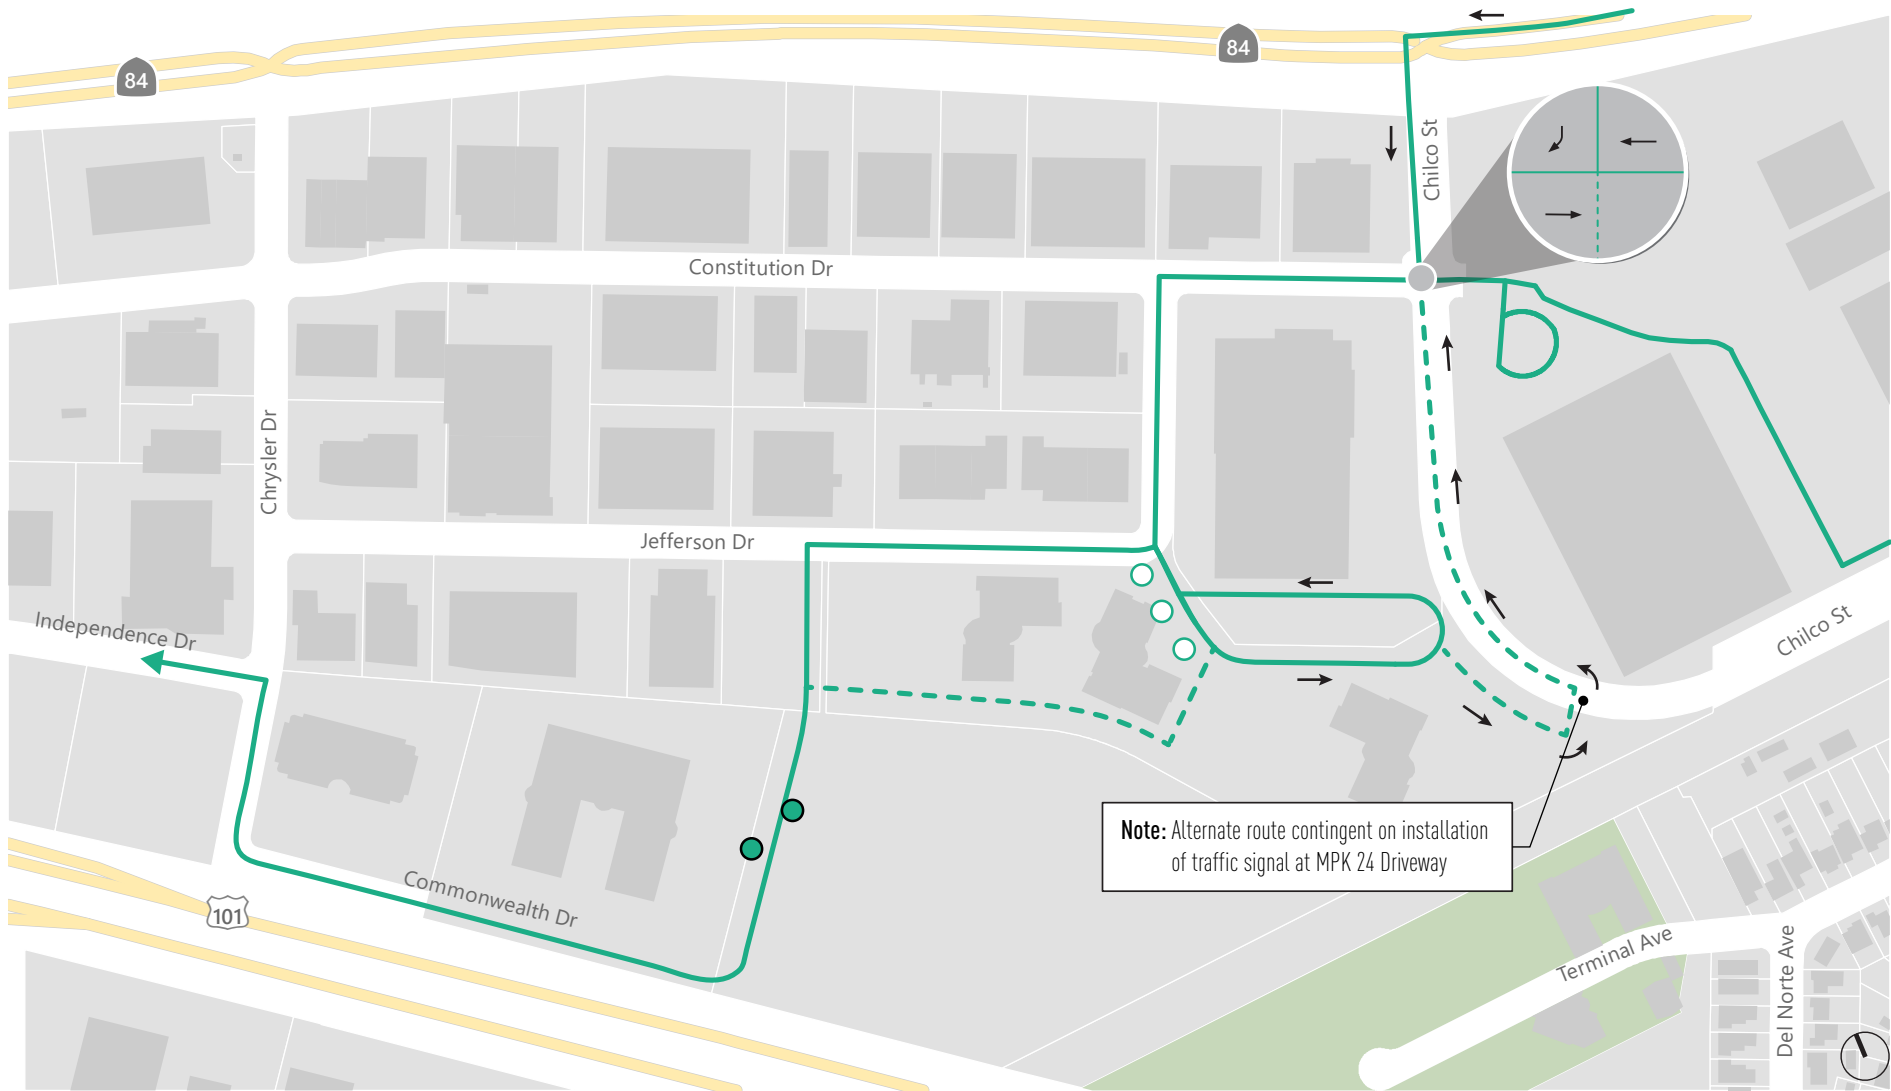 84
84
Chilco St
Constitution Dr
Chrysler Dr
Jefferson Dr
Independence Dr
Chilco St
Note: Alternate route contingent on installation
of traffic signal at MPK 24 Driveway
Commonwealth Dr
101
Terminal Ave
Del Norte Ave